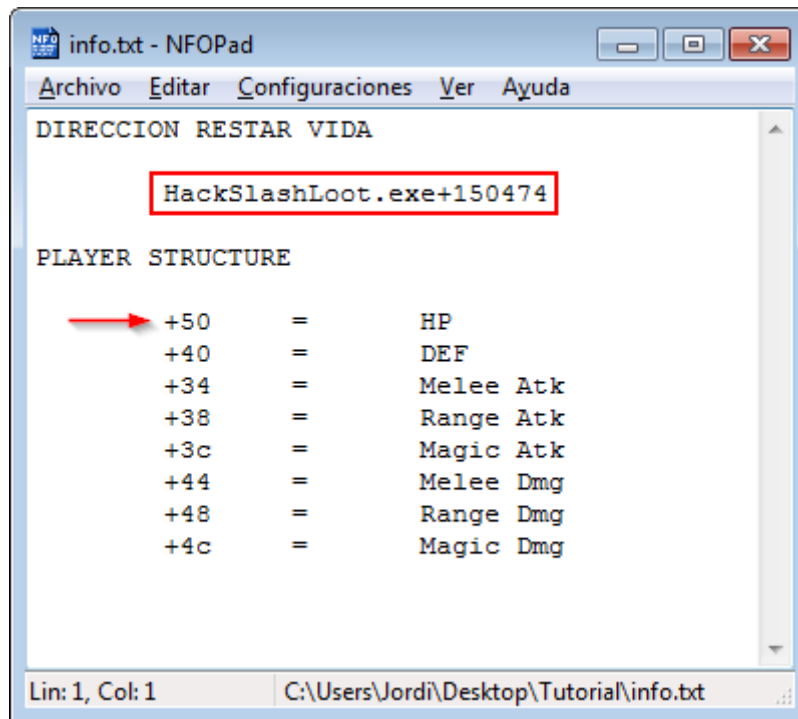 info.txt - NFOPad
Archivo Editar Configuraciones Ver Ayuda
DIRECCION RESTAR VIDA
HackSlashLoot.exe+150474
PLAYER STRUCTURE
+50 = HP
+40 = DEF
+34 = Melee Atk
+38 = Range Atk
+3c = Magic Atk
+44 = Melee Dmg
+48 = Range Dmg
+4c = Magic Dmg
Lin: 1, Col: 1 C:\Users\Jordi\Desktop\Tutorial\info.txt